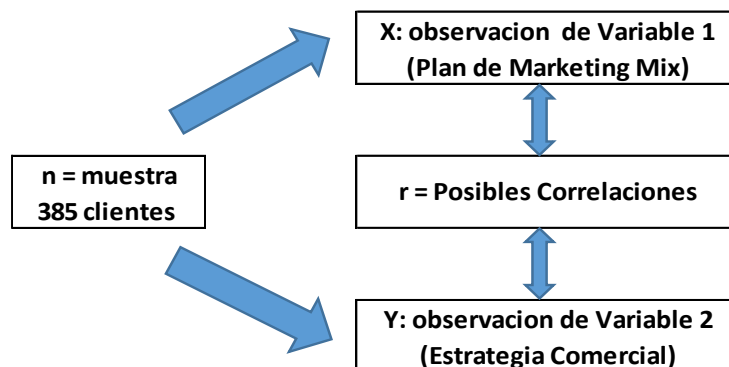 X: observacion de Variable 1
(Plan de Marketing Mix)
n = muestra
385 clientes
r = Posibles Correlaciones
Y: observacion de Variable 2
(Estrategia Comercial)